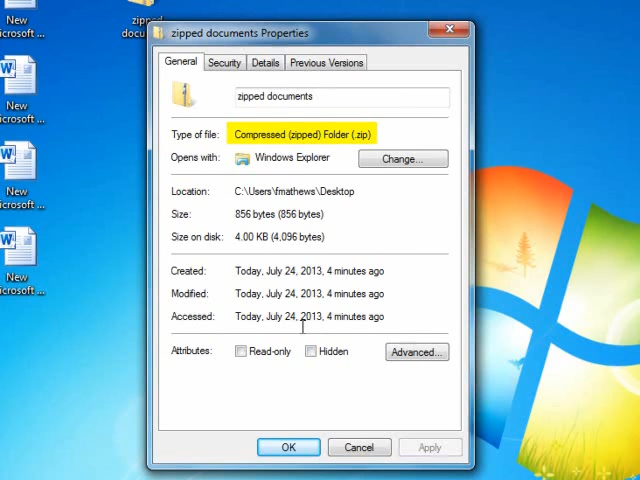 New
icrosoft ...
zipped
docu
New
icrosoft ...
New
icrosoft ...
New
icrosoft ...
zipped documents Properties
General Security Details Previous Versions
zipped documents
Type of file: Compressed (zipped) Folder (.zip)
Opens with: Windows Explorer Change...
Location: C:\Users\fmathews\Desktop
Size: 856 bytes (856 bytes)
Size on disk: 4.00 KB (4,096 bytes)
Created: Today, July 24, 2013, 4 minutes ago
Modified: Today, July 24, 2013, 4 minutes ago
Accessed: Today, July 24, 2013, 4 minutes ago
Attributes: Read-only Hidden Advanced...
OK Cancel Apply